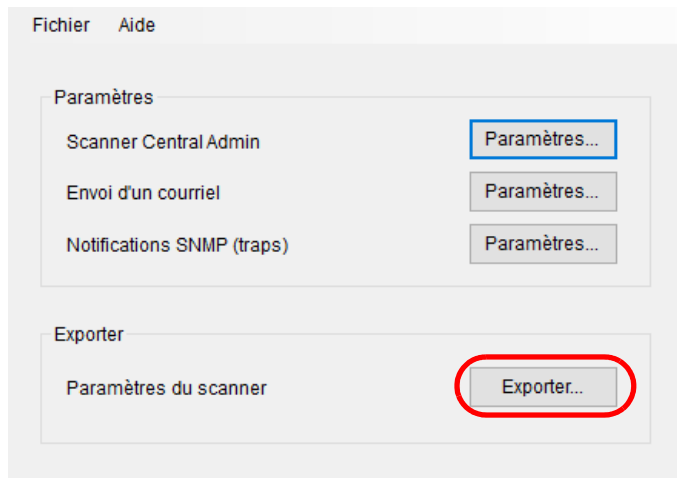 Fichier Aide
Paramètres
Scanner Central Admin Paramètres...
Envoi d'un courriel Paramètres...
Notifications SNMP (traps) Paramètres...
Exporter
Paramètres du scanner Exporter...